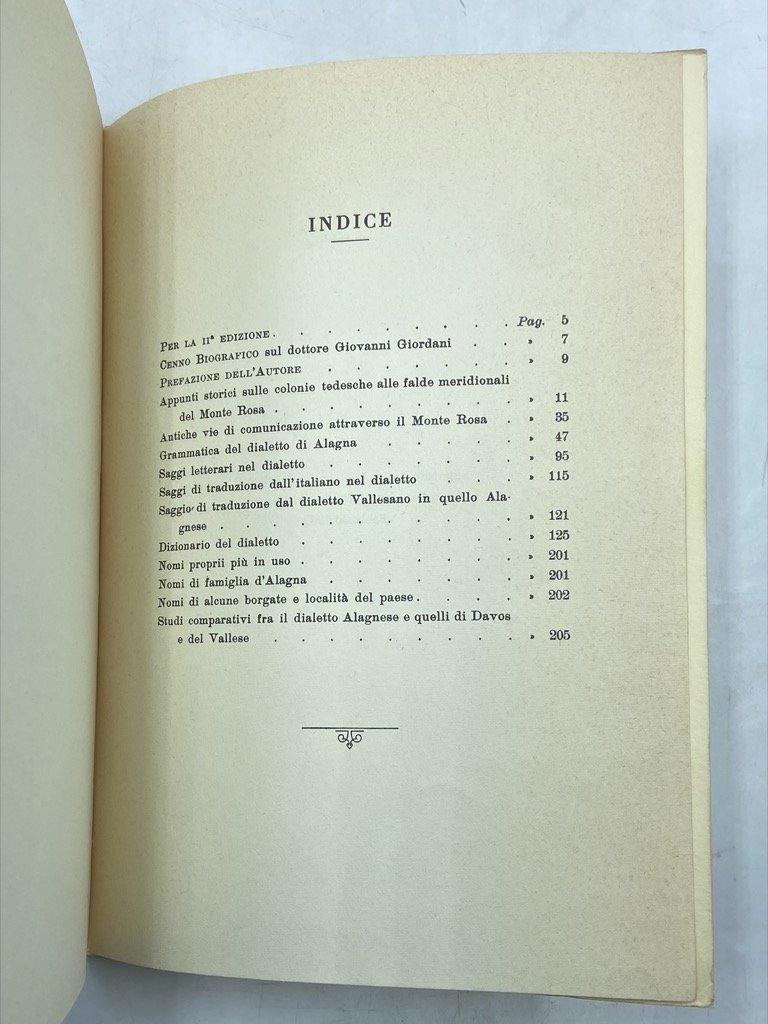 INDICE
Per la IIª edizione . . . . . . . . Pag. 5
Cenno Biografico sul dottore Giovanni Giordani . . » 7
Prefazione dell'Autore . . . . . . . » 9
Appunti storici sulle colonie tedesche alle falde meridionali
del Monte Rosa . . . . . . . . . » 11
Antiche vie di comunicazione attraverso il Monte Rosa . » 35
Grammatica del dialetto di Alagna . . . . . » 47
Saggi letterari nel dialetto . . . . . . . » 95
Saggi di traduzione dall'italiano nel dialetto . . . » 115
Saggio di traduzione dal dialetto Vallesano in quello Ala-
gnese . . . . . . . . . . . » 121
Dizionario del dialetto . . . . . . . . » 125
Nomi proprii più in uso . . . . . . . . » 201
Nomi di famiglia d'Alagna . . . . . . . » 201
Nomi di alcune borgate e località del paese . . . . » 202
Studi comparativi fra il dialetto Alagnese e quelli di Davos
e del Vallese . . . . . . . . . » 205